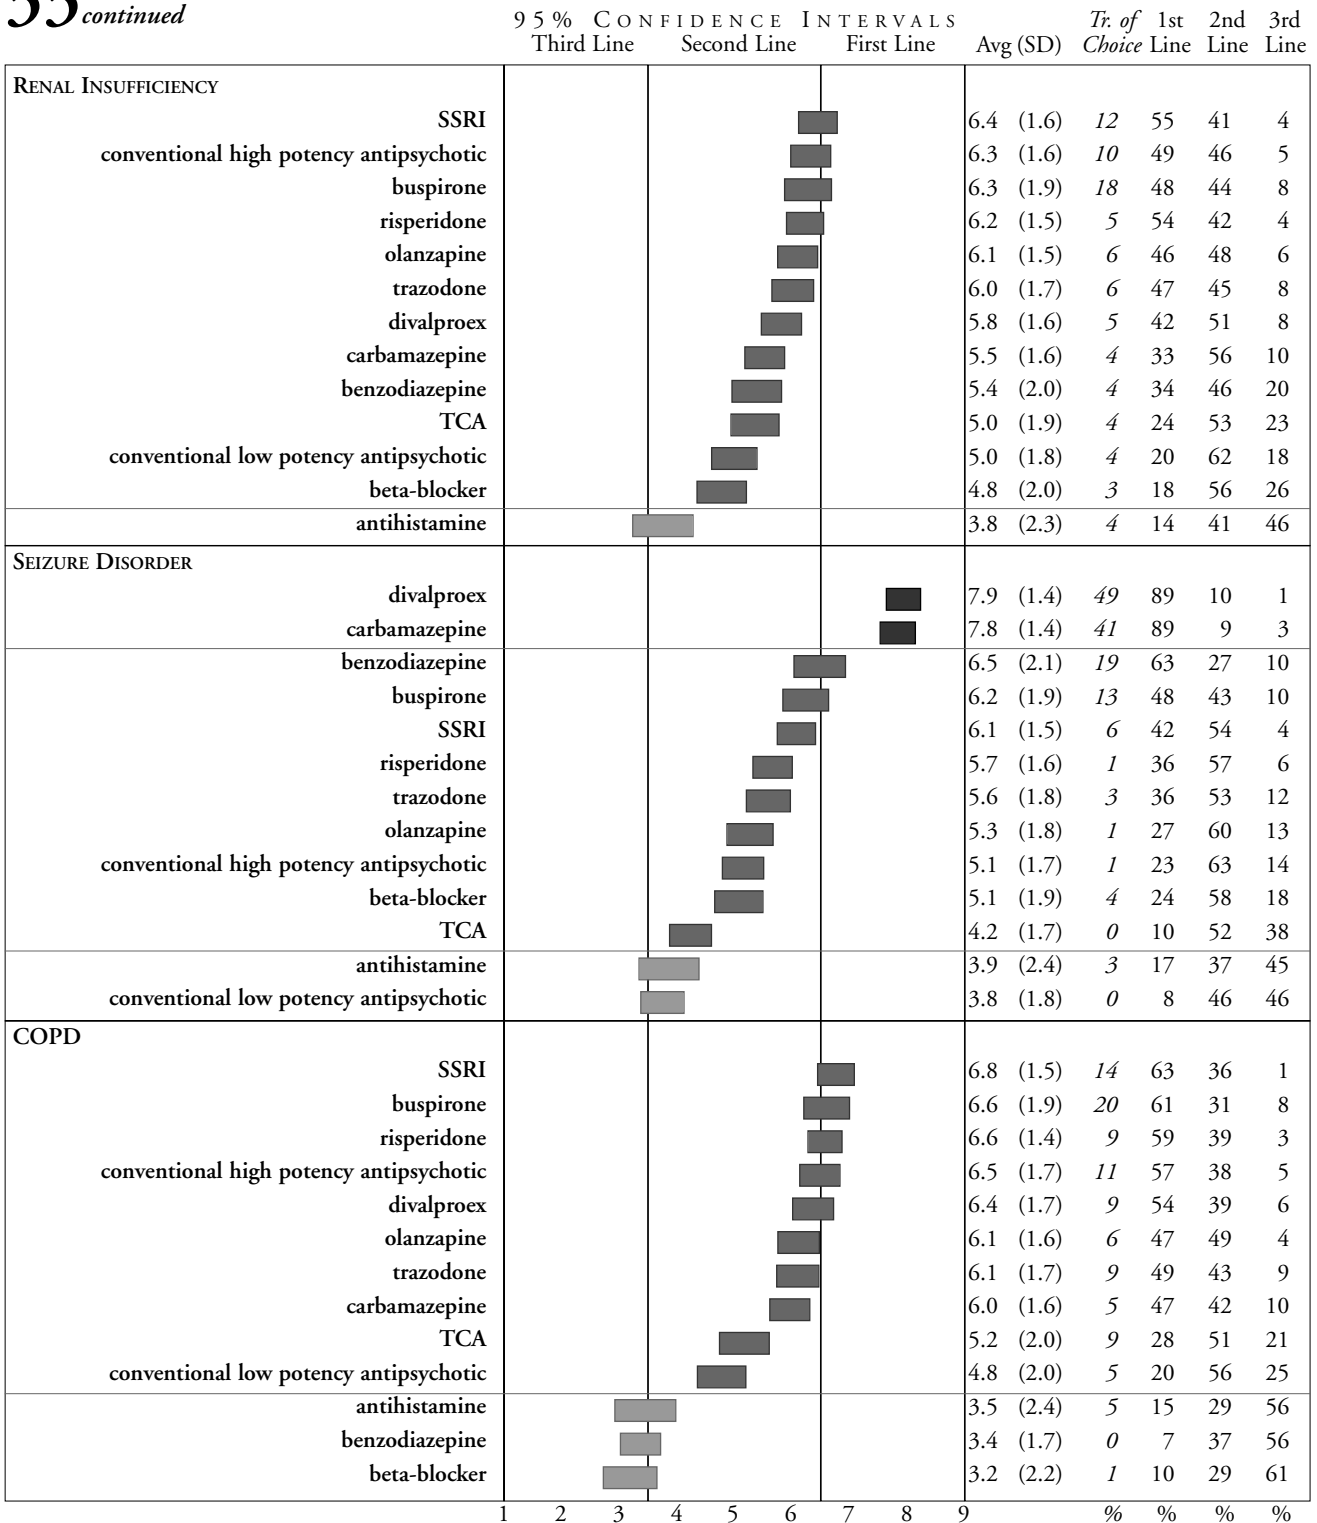 55 continued
95% CONFIDENCE INTERVALS Tr. of 1st 2nd 3rd
Third Line Second Line First Line Avg (SD) Choice Line Line Line
RENAL INSUFFICIENCY
SSRI 6.4 (1.6) 12 55 41 4
conventional high potency antipsychotic 6.3 (1.6) 10 49 46 5
buspirone 6.3 (1.9) 18 48 44 8
risperidone 6.2 (1.5) 5 54 42 4
olanzapine 6.1 (1.5) 6 46 48 6
trazodone 6.0 (1.7) 6 47 45 8
divalproex 5.8 (1.6) 5 42 51 8
carbamazepine 5.5 (1.6) 4 33 56 10
benzodiazepine 5.4 (2.0) 4 34 46 20
TCA 5.0 (1.9) 4 24 53 23
conventional low potency antipsychotic 5.0 (1.8) 4 20 62 18
beta-blocker 4.8 (2.0) 3 18 56 26
antihistamine 3.8 (2.3) 4 14 41 46
SEIZURE DISORDER
divalproex 7.9 (1.4) 49 89 10 1
carbamazepine 7.8 (1.4) 41 89 9 3
benzodiazepine 6.5 (2.1) 19 63 27 10
buspirone 6.2 (1.9) 13 48 43 10
SSRI 6.1 (1.5) 6 42 54 4
risperidone 5.7 (1.6) 1 36 57 6
trazodone 5.6 (1.8) 3 36 53 12
olanzapine 5.3 (1.8) 1 27 60 13
conventional high potency antipsychotic 5.1 (1.7) 1 23 63 14
beta-blocker 5.1 (1.9) 4 24 58 18
TCA 4.2 (1.7) 0 10 52 38
antihistamine 3.9 (2.4) 3 17 37 45
conventional low potency antipsychotic 3.8 (1.8) 0 8 46 46
COPD
SSRI 6.8 (1.5) 14 63 36 1
buspirone 6.6 (1.9) 20 61 31 8
risperidone 6.6 (1.4) 9 59 39 3
conventional high potency antipsychotic 6.5 (1.7) 11 57 38 5
divalproex 6.4 (1.7) 9 54 39 6
olanzapine 6.1 (1.6) 6 47 49 4
trazodone 6.1 (1.7) 9 49 43 9
carbamazepine 6.0 (1.6) 5 47 42 10
TCA 5.2 (2.0) 9 28 51 21
conventional low potency antipsychotic 4.8 (2.0) 5 20 56 25
antihistamine 3.5 (2.4) 5 15 29 56
benzodiazepine 3.4 (1.7) 0 7 37 56
beta-blocker 3.2 (2.2) 1 10 29 61
1 2 3 4 5 6 7 8 9 % % % %